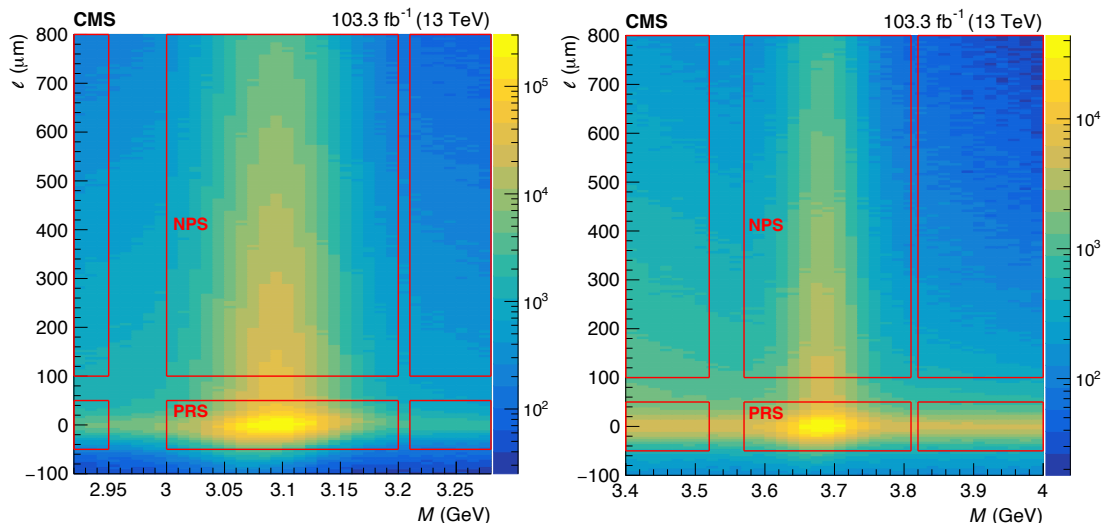 CMS 103.3 fb⁻¹ (13 TeV)
ℓ (μm)
800
700
600
500
400
300
200
100
0
−100
NPS
PRS
2.95 3 3.05 3.1 3.15 3.2 3.25
M (GeV)
10⁵
10⁴
10³
10²
CMS 103.3 fb⁻¹ (13 TeV)
ℓ (μm)
800
700
600
500
400
300
200
100
0
−100
NPS
PRS
3.4 3.5 3.6 3.7 3.8 3.9 4
M (GeV)
10⁴
10³
10²